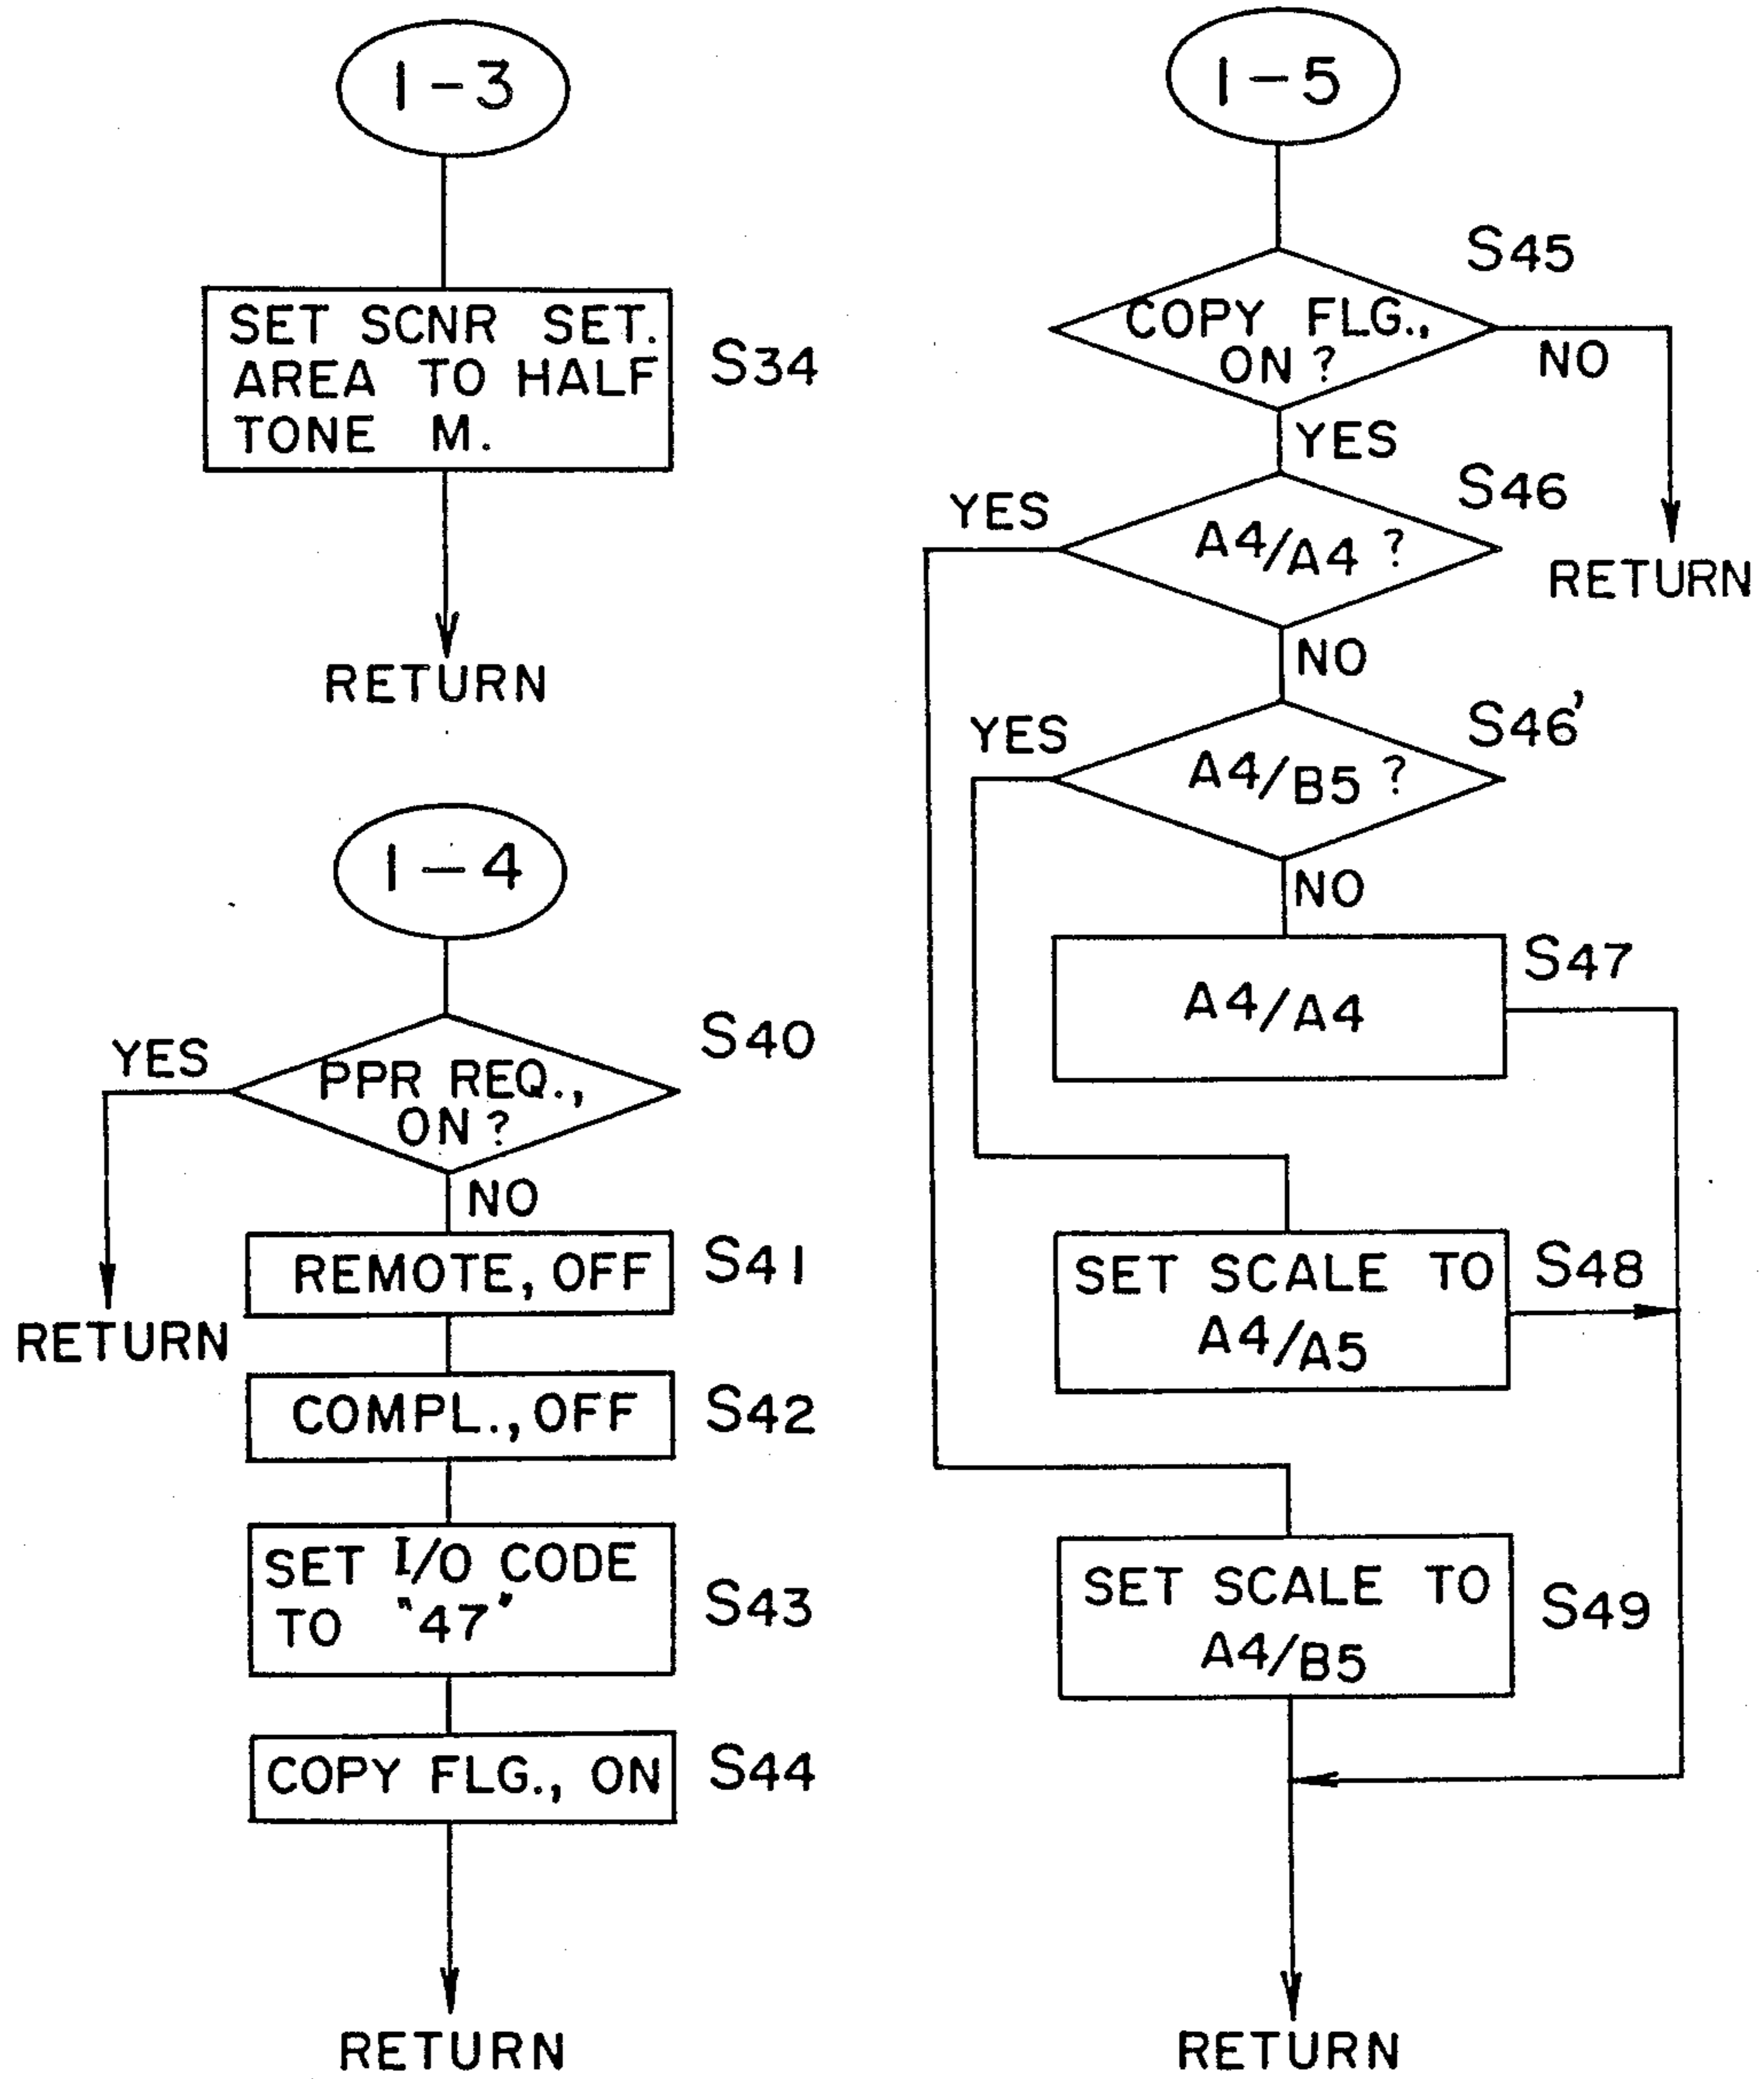 1-3
SET SCNR SET.
AREA TO HALF
TONE M.
S34
RETURN
1-4
S40
YES
PPR REQ.,
ON?
NO
RETURN
REMOTE, OFF
S41
COMPL., OFF
S42
SET I/O CODE
TO "47"
S43
COPY FLG., ON
S44
RETURN
1-5
S45
COPY FLG.,
ON?
NO
YES
RETURN
S46
YES
A4/A4 ?
NO
S46'
YES
A4/B5 ?
NO
S47
A4/A4
SET SCALE TO
A4/A5
S48
SET SCALE TO
A4/B5
S49
RETURN